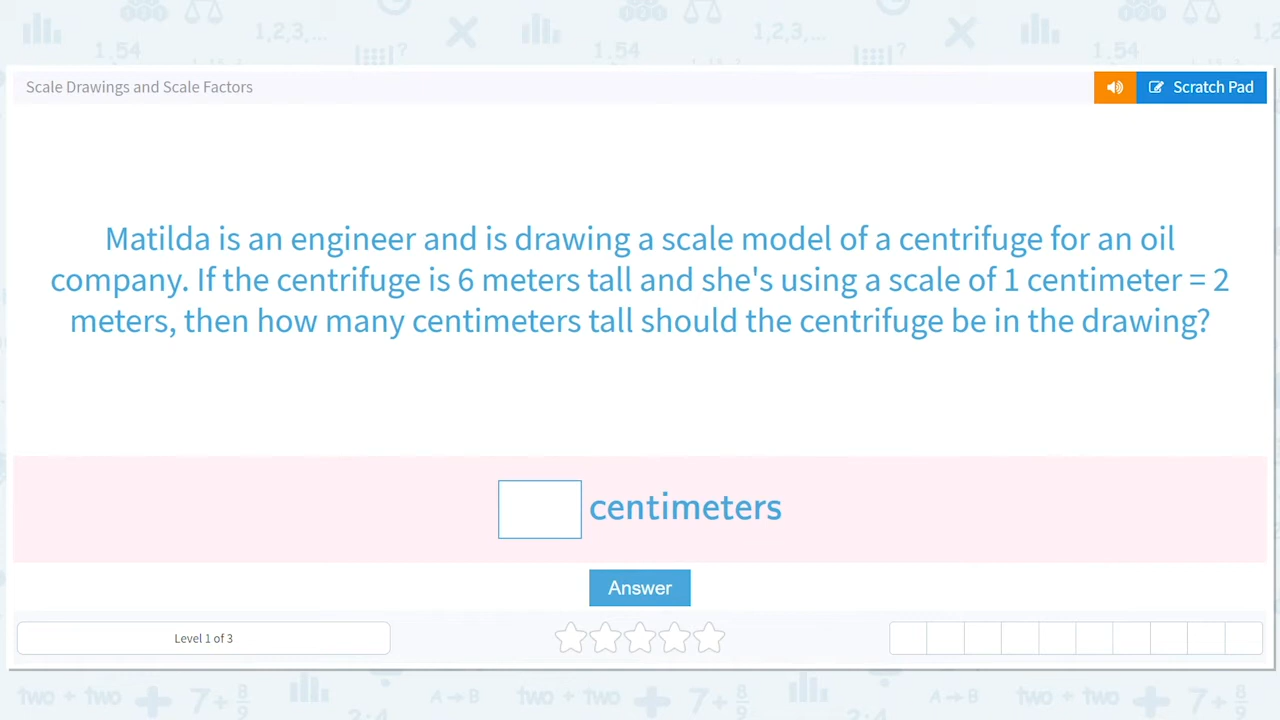 Scale Drawings and Scale Factors
Scratch Pad
Matilda is an engineer and is drawing a scale model of a centrifuge for an oil
company. If the centrifuge is 6 meters tall and she's using a scale of 1 centimeter = 2
meters, then how many centimeters tall should the centrifuge be in the drawing?
centimeters
Answer
Level 1 of 3